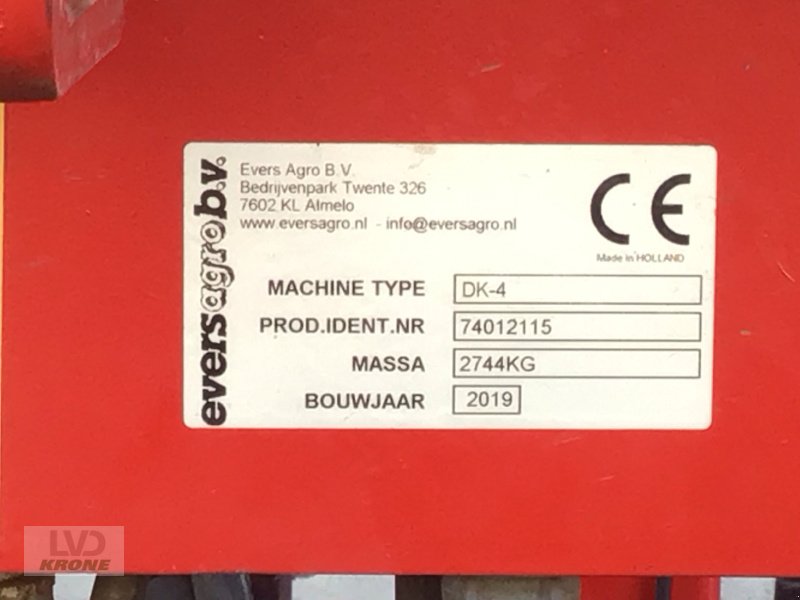 eversagro b.v.
Evers Agro B.V.
Bedrijvenpark Twente 326
7602 KL Almelo
www.eversagro.nl - info@eversagro.nl
CE
Made in HOLLAND
MACHINE TYPE DK-4
PROD.IDENT.NR 74012115
MASSA 2744KG
BOUWJAAR 2019
LVD
KRONE